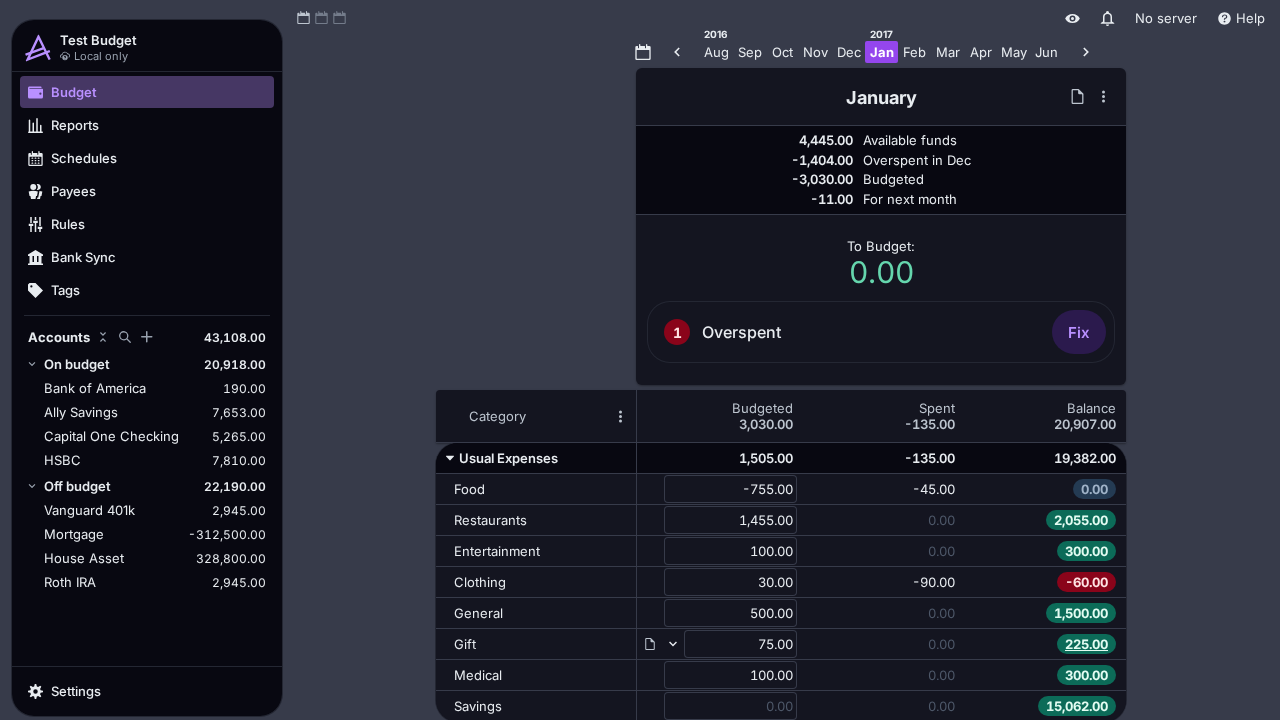 Test Budget
Local only
Budget
Reports
Schedules
Payees
Rules
Bank Sync
Tags
Accounts 43,108.00
On budget 20,918.00
Bank of America 190.00
Ally Savings 7,653.00
Capital One Checking 5,265.00
HSBC 7,810.00
Off budget 22,190.00
Vanguard 401k 2,945.00
Mortgage -312,500.00
House Asset 328,800.00
Roth IRA 2,945.00
Settings
No server Help
2016 2017
Aug Sep Oct Nov Dec Jan Feb Mar Apr May Jun
January
4,445.00 Available funds
-1,404.00 Overspent in Dec
-3,030.00 Budgeted
-11.00 For next month
To Budget:
0.00
1 Overspent Fix
Category Budgeted Spent Balance
3,030.00 -135.00 20,907.00
Usual Expenses 1,505.00 -135.00 19,382.00
Food -755.00 -45.00 0.00
Restaurants 1,455.00 0.00 2,055.00
Entertainment 100.00 0.00 300.00
Clothing 30.00 -90.00 -60.00
General 500.00 0.00 1,500.00
Gift 75.00 0.00 225.00
Medical 100.00 0.00 300.00
Savings 0.00 0.00 15,062.00